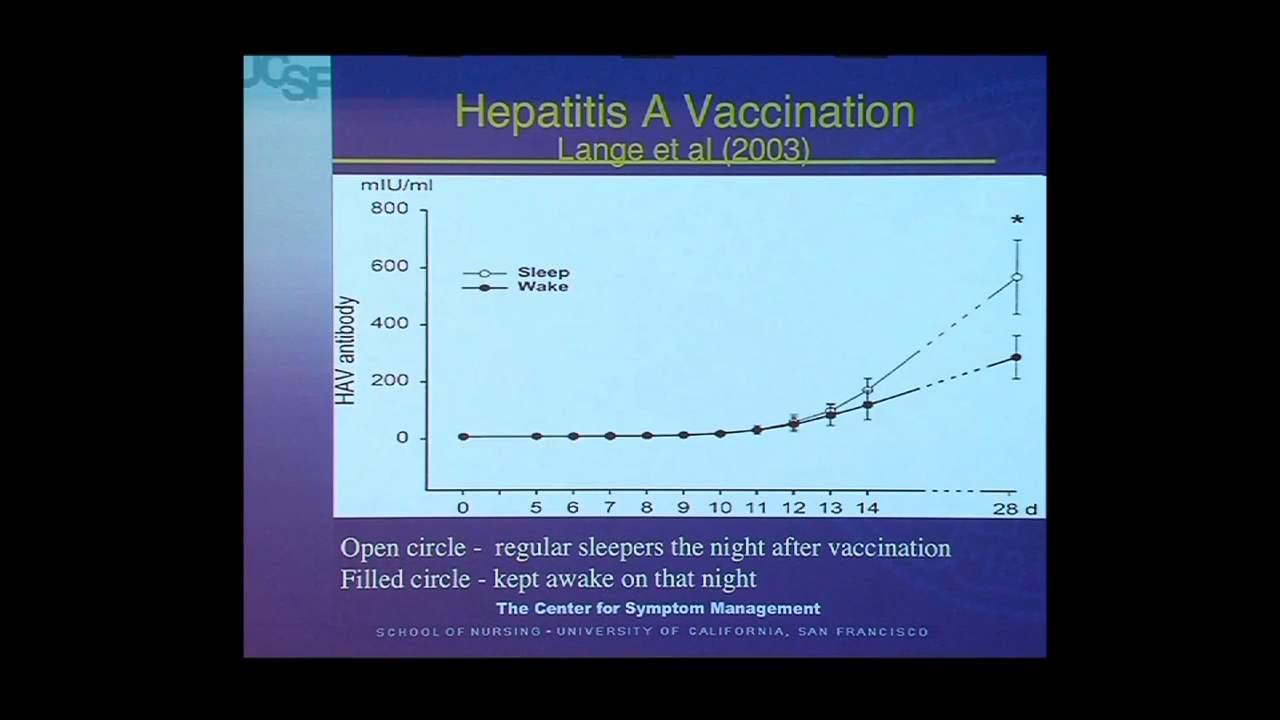 UCSF
Hepatitis A Vaccination
Lange et al (2003)
mIU/ml
800
600
400
200
0
HAV antibody
Sleep
Wake
*
0 5 6 7 8 9 10 11 12 13 14 28 d
Open circle - regular sleepers the night after vaccination
Filled circle - kept awake on that night
The Center for Symptom Management
SCHOOL OF NURSING - UNIVERSITY OF CALIFORNIA, SAN FRANCISCO